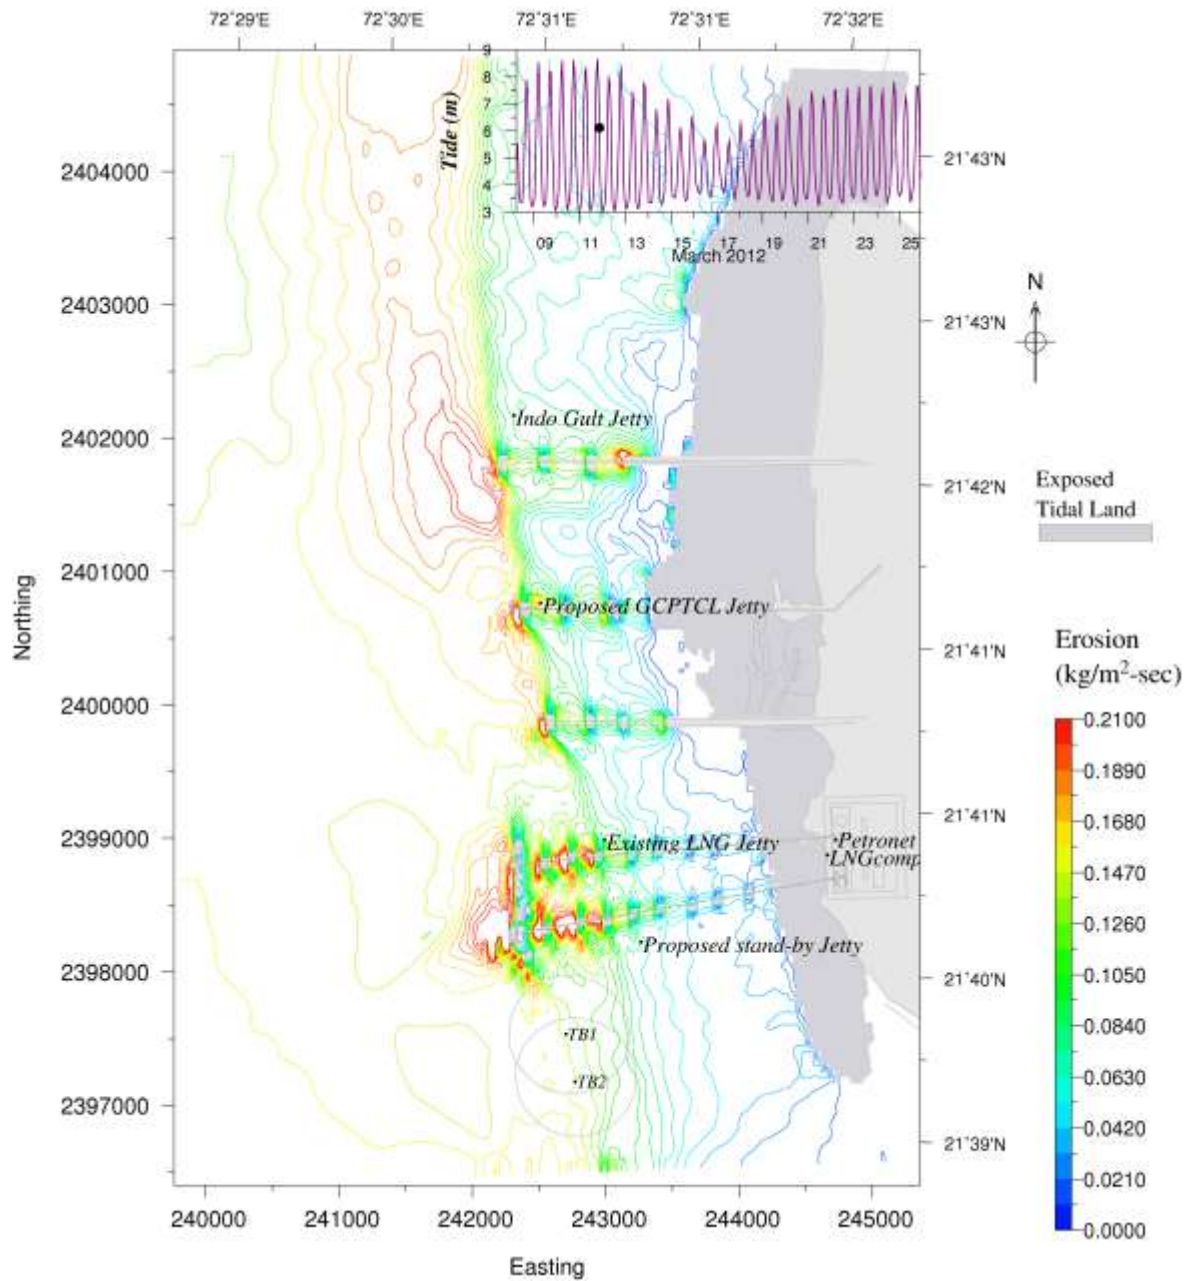 72°29'E 72°30'E 72°31'E 72°31'E 72°32'E
9
8
7
6
5
4
3
Tide (m)
09 11 13 15 17 19 21 23 25
March 2012
2404000
2403000
2402000
2401000
2400000
2399000
2398000
2397000
Northing
21°43'N
21°43'N
21°42'N
21°41'N
21°41'N
21°40'N
21°39'N
Indo Gult Jetty
Proposed GCPTCL Jetty
Existing LNG Jetty
Petronet
LNGcomp
Proposed stand-by Jetty
TB1
TB2
240000 241000 242000 243000 244000 245000
Easting
N
Exposed
Tidal Land
Erosion
(kg/m²-sec)
0.2100
0.1890
0.1680
0.1470
0.1260
0.1050
0.0840
0.0630
0.0420
0.0210
0.0000